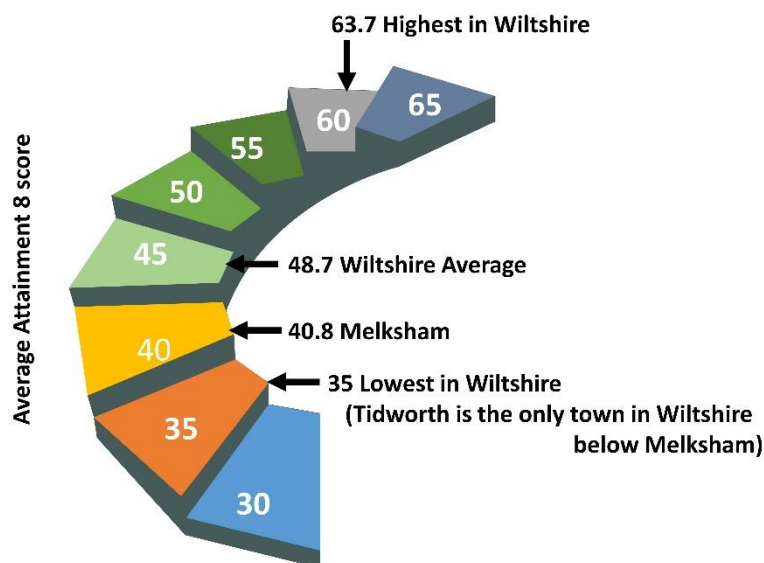 63.7 Highest in Wiltshire
65
60
55
50
Average Attainment 8 score
45
48.7 Wiltshire Average
40
40.8 Melksham
35 Lowest in Wiltshire
(Tidworth is the only town in Wiltshire
below Melksham)
35
30